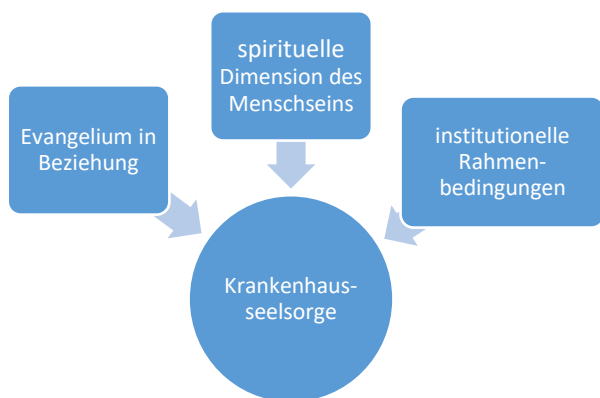 Evangelium in
Beziehung
spirituelle
Dimension des
Menschseins
institutionelle
Rahmen-
bedingungen
Krankenhaus-
seelsorge